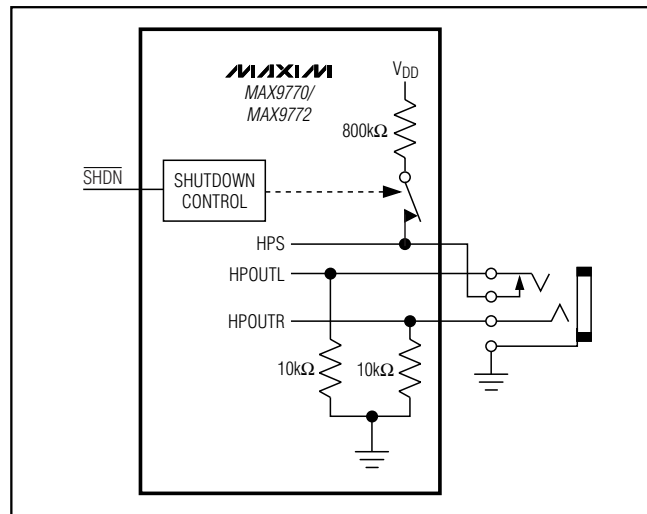 MAXIM
MAX9770/
MAX9772
VDD
800kΩ
SHDN
SHUTDOWN
CONTROL
HPS
HPOUTL
HPOUTR
10kΩ
10kΩ